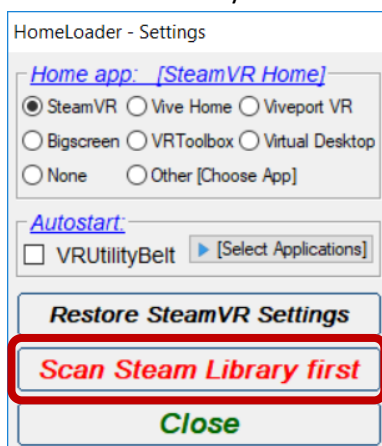 HomeLoader - Settings
Home app: [SteamVR Home]
SteamVR Vive Home Viveport VR
Bigscreen VRToolbox Virtual Desktop
None Other [Choose App]
Autostart:
VRUtilityBelt [Select Applications]
Restore SteamVR Settings
Scan Steam Library first
Close